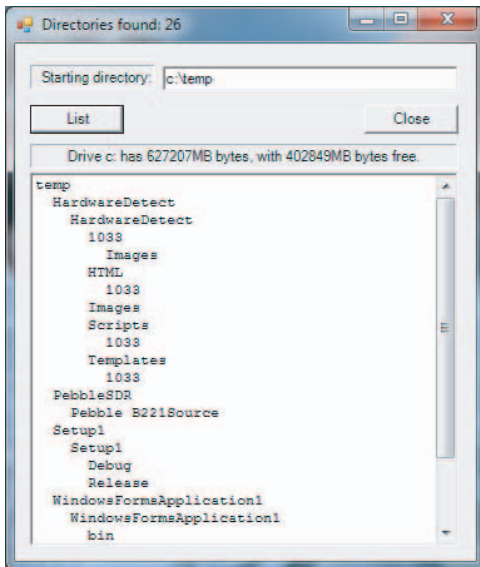 Directories found: 26
Starting directory: c:\temp
List Close
Drive c: has 627207MB bytes, with 402849MB bytes free.
temp
HardwareDetect
HardwareDetect
1033
Images
HTML
1033
Images
Scripts
1033
Templates
1033
PebbleSDR
Pebble B221Source
Setup1
Setup1
Debug
Release
WindowsFormsApplication1
WindowsFormsApplication1
bin